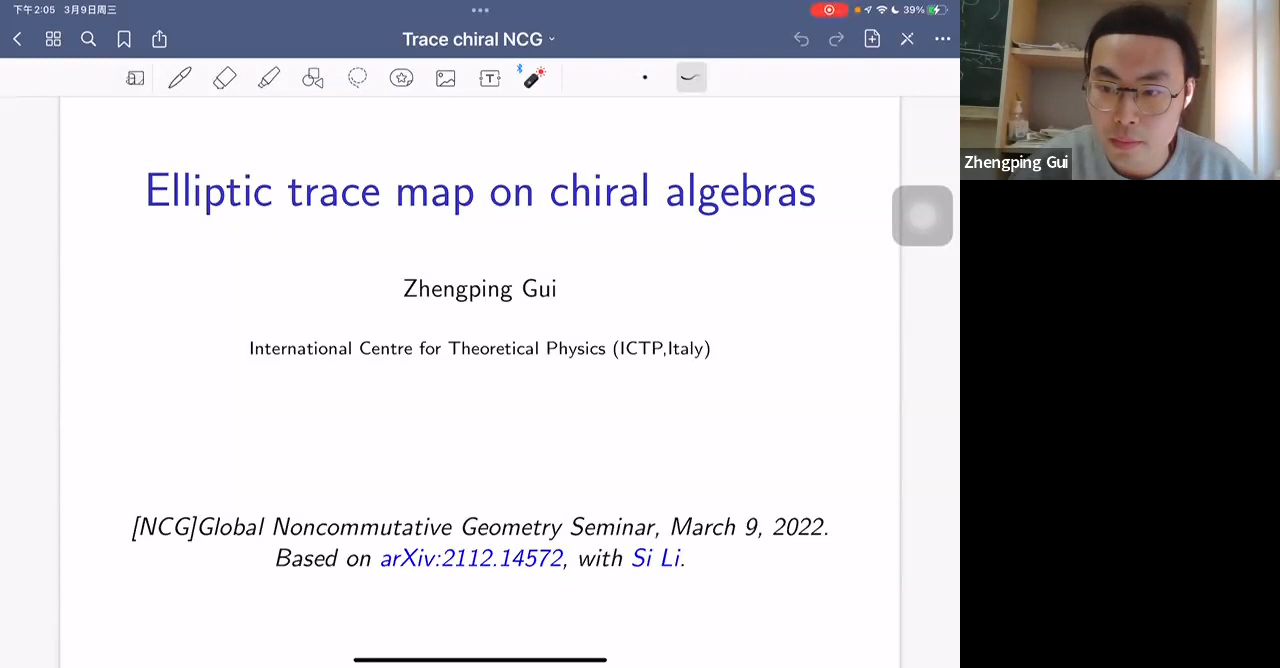 下午2:05 3月9日周三
39%
Trace chiral NCG
T
Elliptic trace map on chiral algebras
Zhengping Gui
International Centre for Theoretical Physics (ICTP,Italy)
[NCG]Global Noncommutative Geometry Seminar, March 9, 2022.
Based on arXiv:2112.14572, with Si Li.
Zhengping Gui